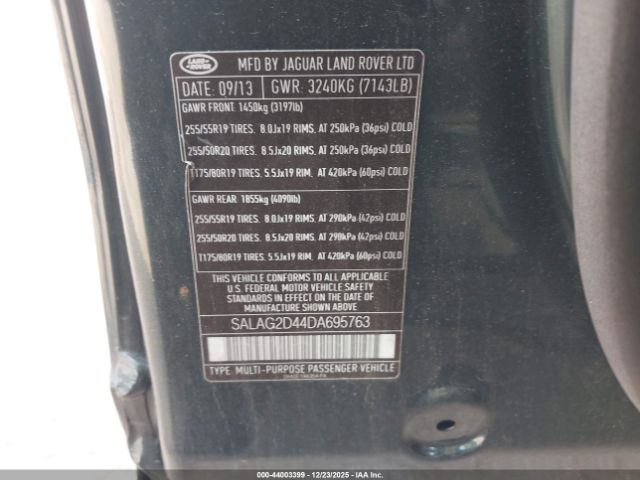 LAND ROVER
MFD BY JAGUAR LAND ROVER LTD
DATE: 09/13 GWR: 3240KG (7143LB)
GAWR FRONT: 1450kg (3197lb)
255/55R19 TIRES. 8.0Jx19 RIMS. AT 250kPa (36psi) COLD
255/50R20 TIRES. 8.5Jx20 RIMS. AT 250kPa (36psi) COLD
T175/80R19 TIRES. 5.5Jx19 RIM. AT 420kPa (60psi) COLD
GAWR REAR: 1855kg (4090lb)
255/55R19 TIRES. 8.0Jx19 RIMS. AT 290kPa (42psi) COLD
255/50R20 TIRES. 8.5Jx20 RIMS. AT 290kPa (42psi) COLD
T175/80R19 TIRES. 5.5Jx19 RIM. AT 420kPa (60psi) COLD
THIS VEHICLE CONFORMS TO ALL APPLICABLE
U.S. FEDERAL MOTOR VEHICLE SAFETY
STANDARDS IN EFFECT ON THE DATE OF
MANUFACTURE SHOWN ABOVE
SALAG2D44DA695763
TYPE: MULTI-PURPOSE PASSENGER VEHICLE
000-44003399 - 12/23/2025 - IAAI.COM